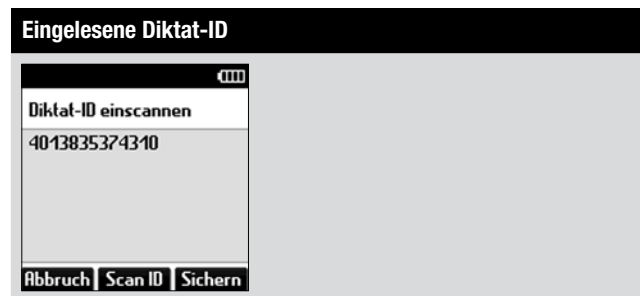 Eingelesene Diktat-ID
Diktat-ID einscannen
4013835374310
Abbruch Scan ID Sichern